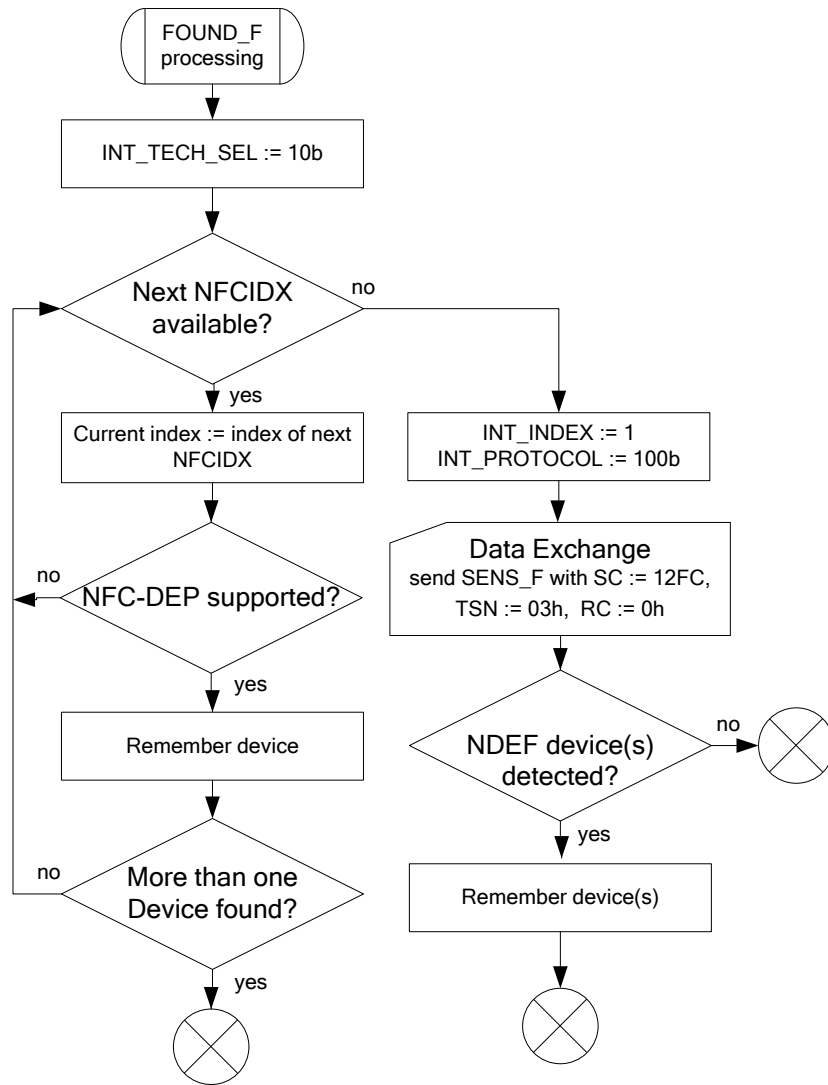 FOUND_F
processing
INT_TECH_SEL := 10b
Next NFCIDX
available?
no
yes
Current index := index of next
NFCIDX
INT_INDEX := 1
INT_PROTOCOL := 100b
no
NFC-DEP supported?
Data Exchange
send SENS_F with SC := 12FC,
TSN := 03h, RC := 0h
yes
Remember device
no
NDEF device(s)
detected?
yes
no
More than one
Device found?
Remember device(s)
yes